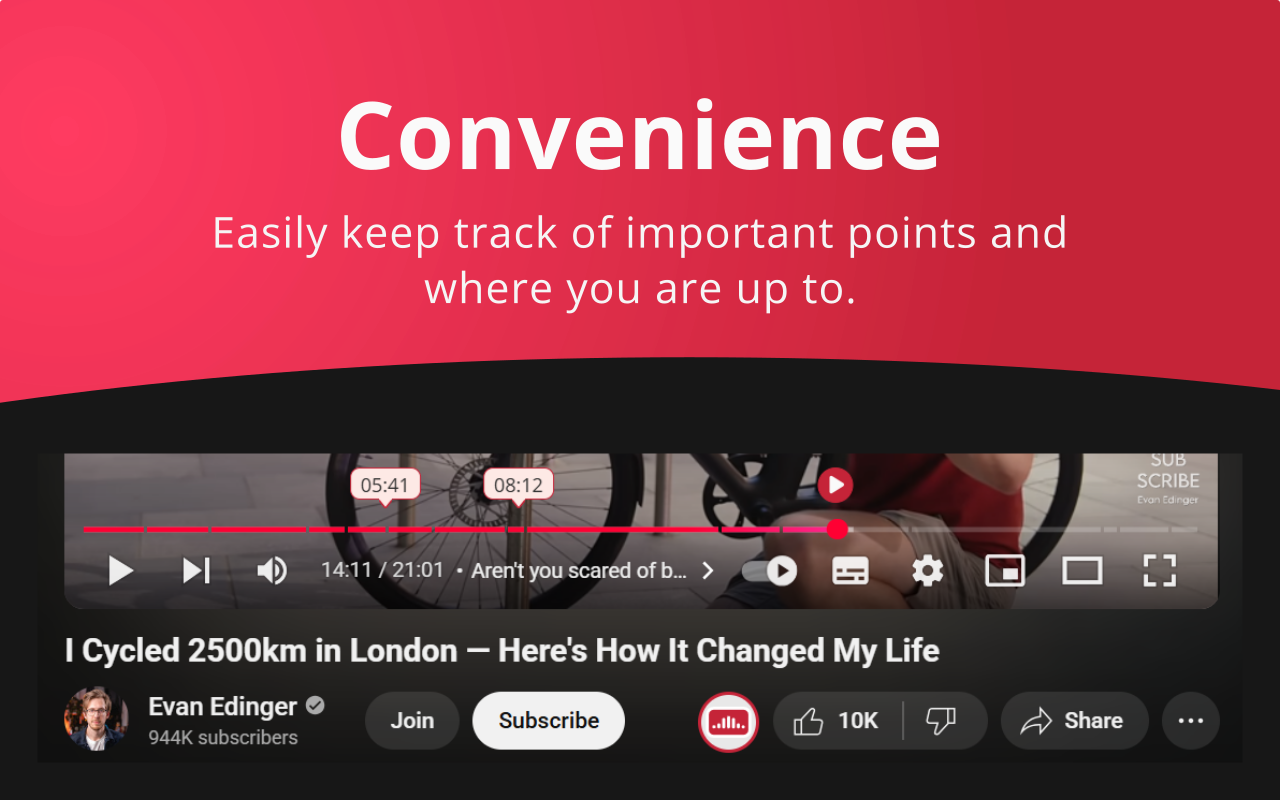 Convenience
Easily keep track of important points and
where you are up to.
SUB
SCRIBE
Evan Edinger
05:41
08:12
14:11 / 21:01 • Aren't you scared of b...
I Cycled 2500km in London — Here's How It Changed My Life
Evan Edinger
944K subscribers
Join
Subscribe
10K
Share